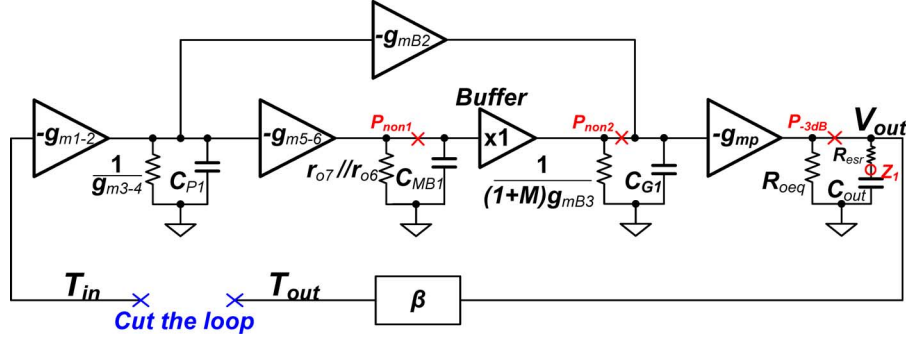 -gmB2
Buffer
-gm1-2
-gm5-6
Pnon1
x1
Pnon2
-gmp
P-3dB
Vout
1
gm3-4
CP1
ro7//ro6
CMB1
1
(1+M)gmB3
CG1
Roeq
Resr
Z1
Cout
Tin
Tout
β
Cut the loop